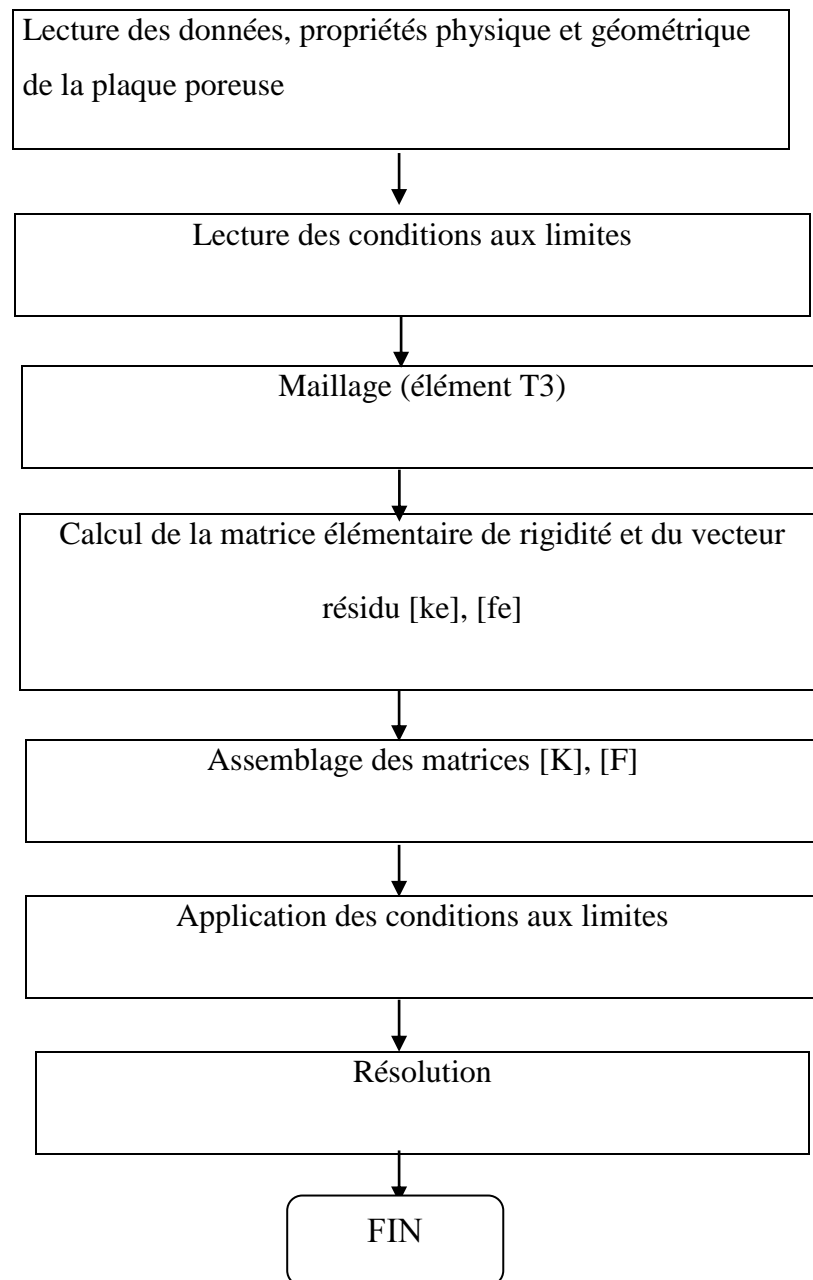 Lecture des données, propriétés physique et géométrique
de la plaque poreuse
Lecture des conditions aux limites
Maillage (élément T3)
Calcul de la matrice élémentaire de rigidité et du vecteur
résidu [ke], [fe]
Assemblage des matrices [K], [F]
Application des conditions aux limites
Résolution
FIN